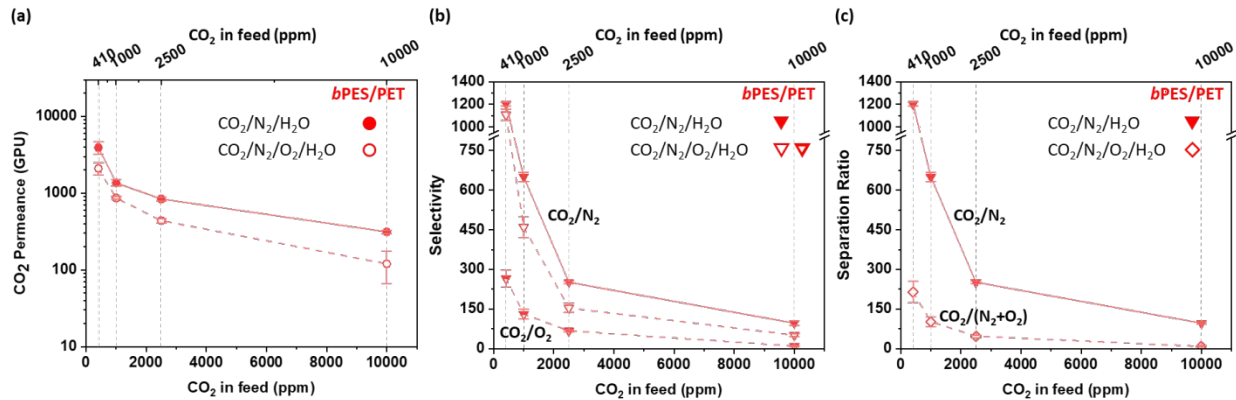 (a)
CO₂ in feed (ppm)
410
1000
2500
10000
bPES/PET
CO₂/N₂/H₂O
CO₂/N₂/O₂/H₂O
CO₂ Permeance (GPU)
10000
1000
100
10
0
2000
4000
6000
8000
10000
CO₂ in feed (ppm)
(b)
CO₂ in feed (ppm)
410
1000
2500
10000
bPES/PET
CO₂/N₂/H₂O
CO₂/N₂/O₂/H₂O
CO₂/N₂
CO₂/O₂
Selectivity
1400
1200
1000
750
600
450
300
150
0
0
2000
4000
6000
8000
10000
CO₂ in feed (ppm)
(c)
CO₂ in feed (ppm)
410
1000
2500
10000
bPES/PET
CO₂/N₂/H₂O
CO₂/N₂/O₂/H₂O
CO₂/N₂
CO₂/(N₂+O₂)
Separation Ratio
1400
1200
1000
750
600
450
300
150
0
0
2000
4000
6000
8000
10000
CO₂ in feed (ppm)